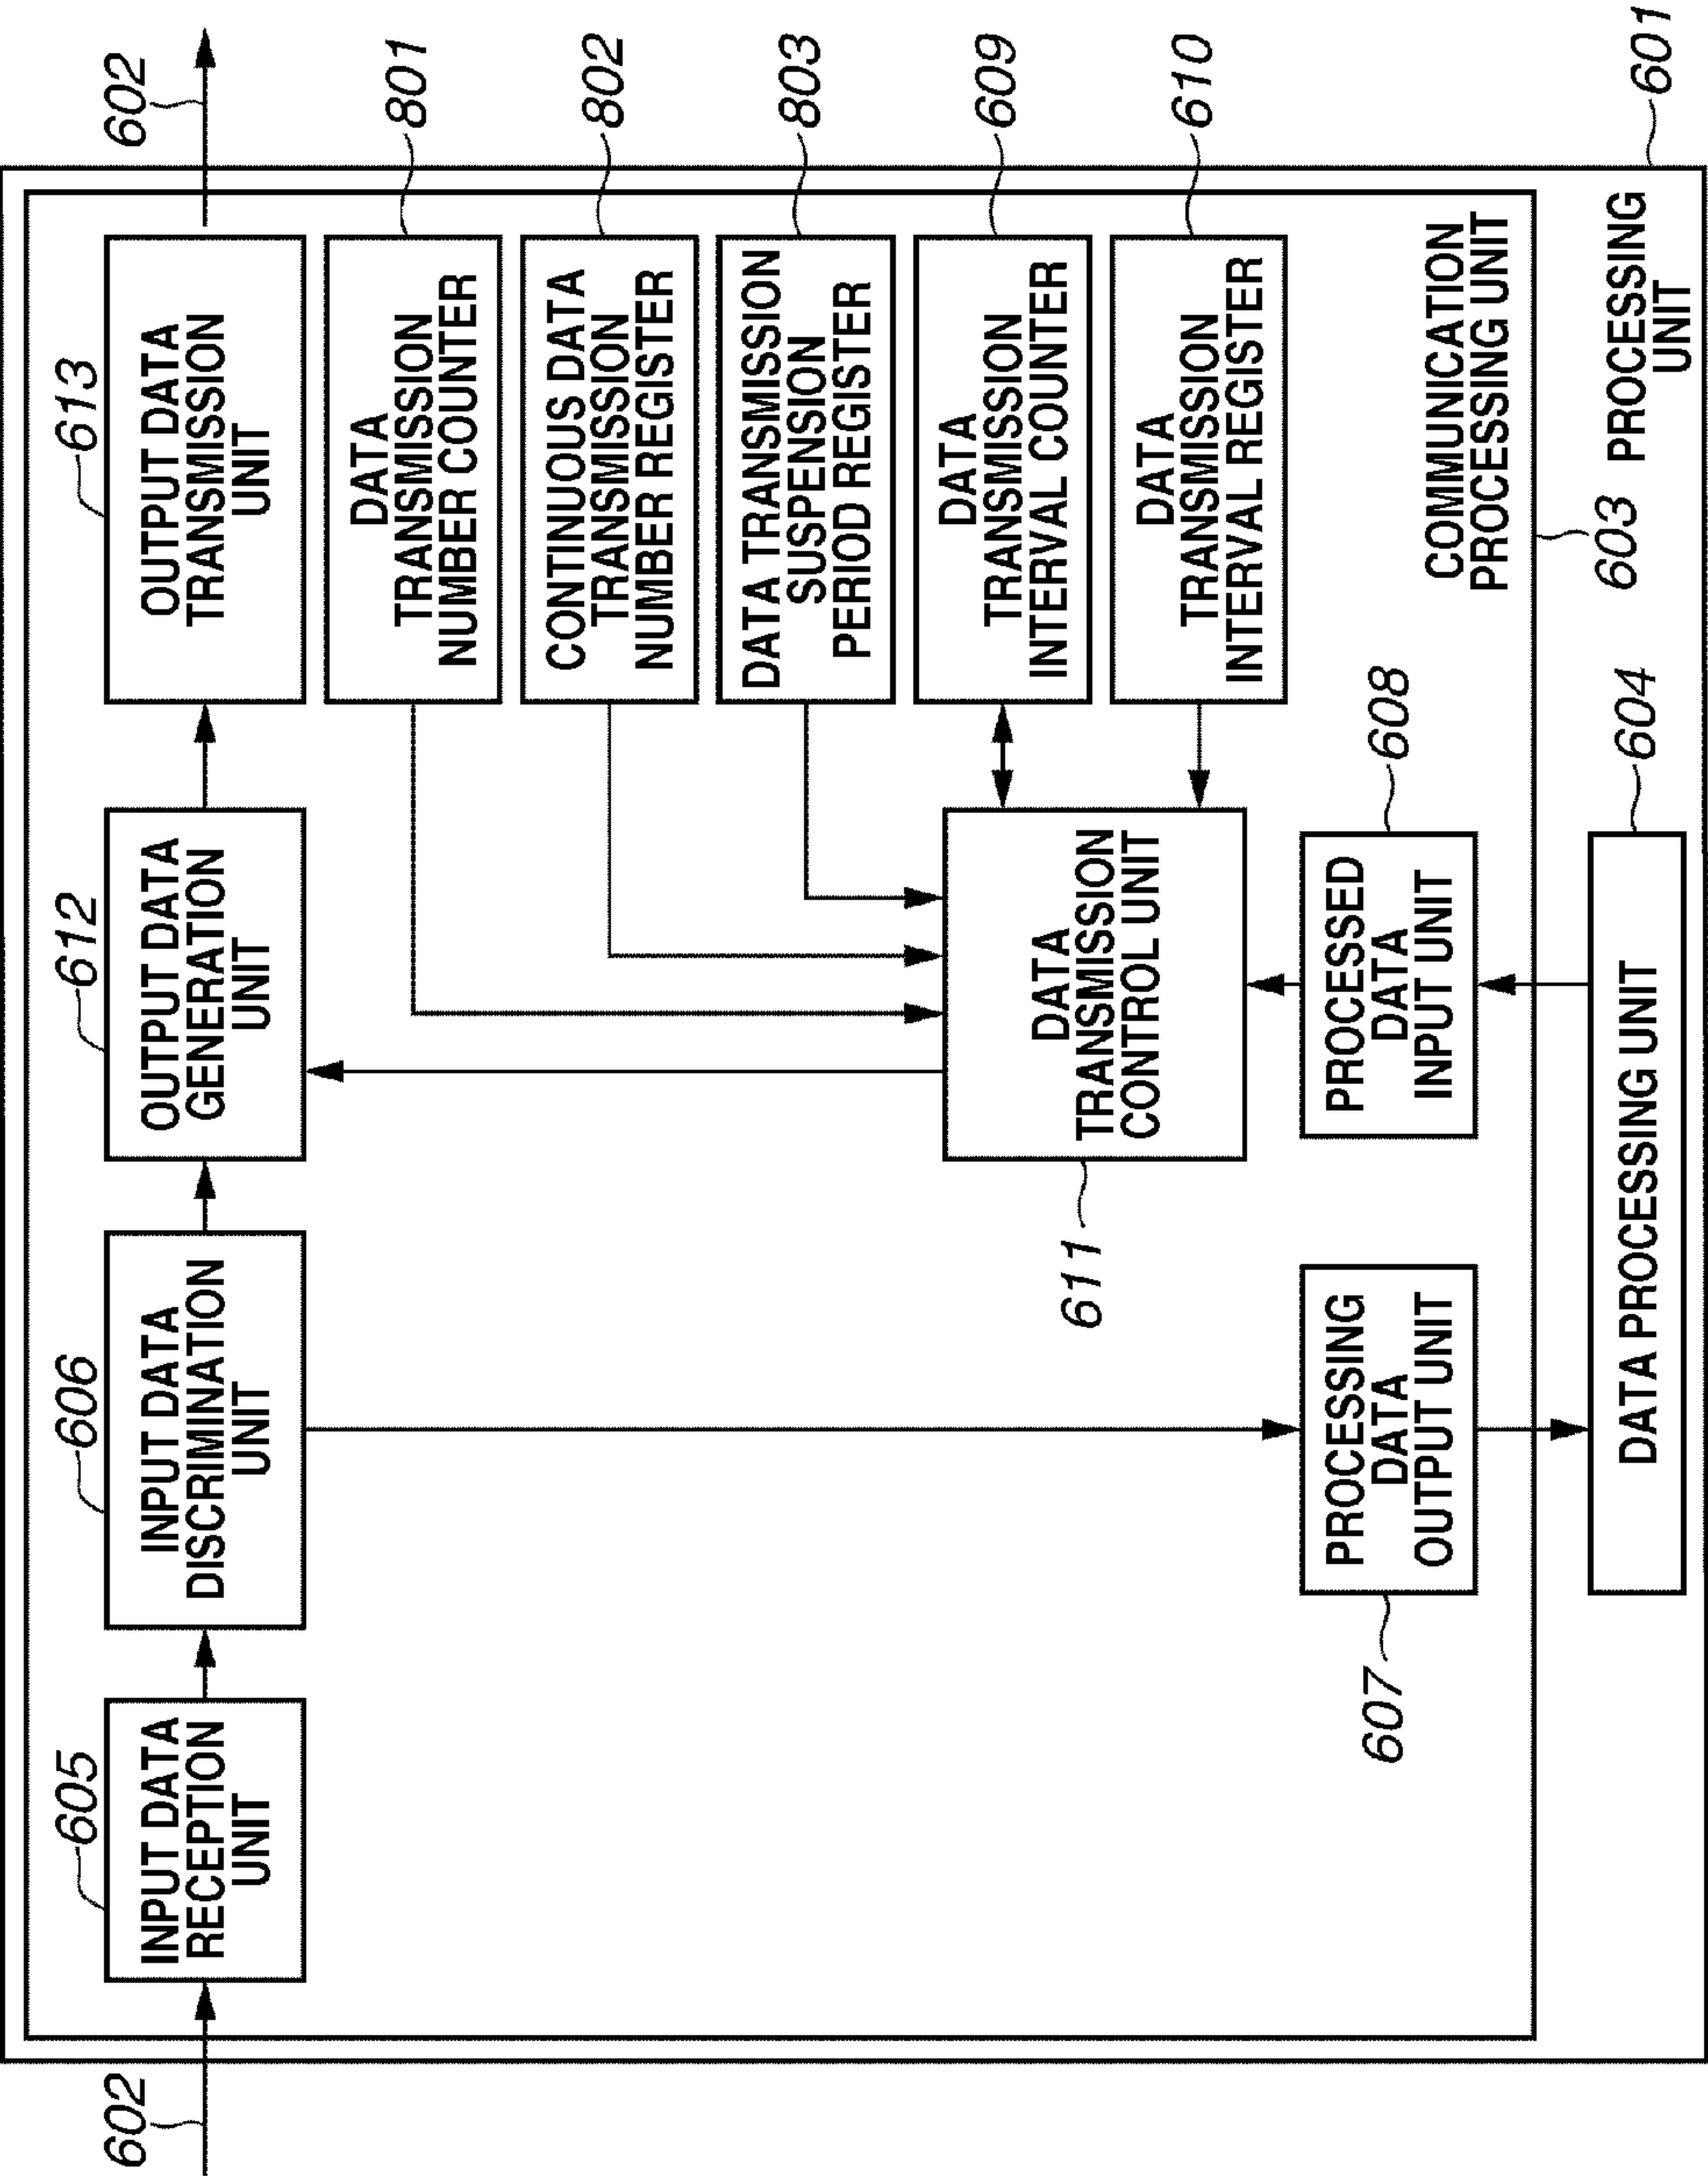 602
605
INPUT DATA
RECEPTION
UNIT
606
INPUT DATA
DISCRIMINATION
UNIT
612
OUTPUT DATA
GENERATION
UNIT
613
OUTPUT DATA
TRANSMISSION
UNIT
602
DATA
TRANSMISSION
NUMBER COUNTER
801
CONTINUOUS DATA
TRANSMISSION
NUMBER REGISTER
802
DATA TRANSMISSION
SUSPENSION
PERIOD REGISTER
803
DATA
TRANSMISSION
INTERVAL COUNTER
609
DATA
TRANSMISSION
INTERVAL REGISTER
610
611
DATA
TRANSMISSION
CONTROL UNIT
607
PROCESSING
DATA
OUTPUT UNIT
PROCESSED
DATA
INPUT UNIT
608
COMMUNICATION
PROCESSING UNIT
603
DATA PROCESSING UNIT
604
PROCESSING
UNIT
601